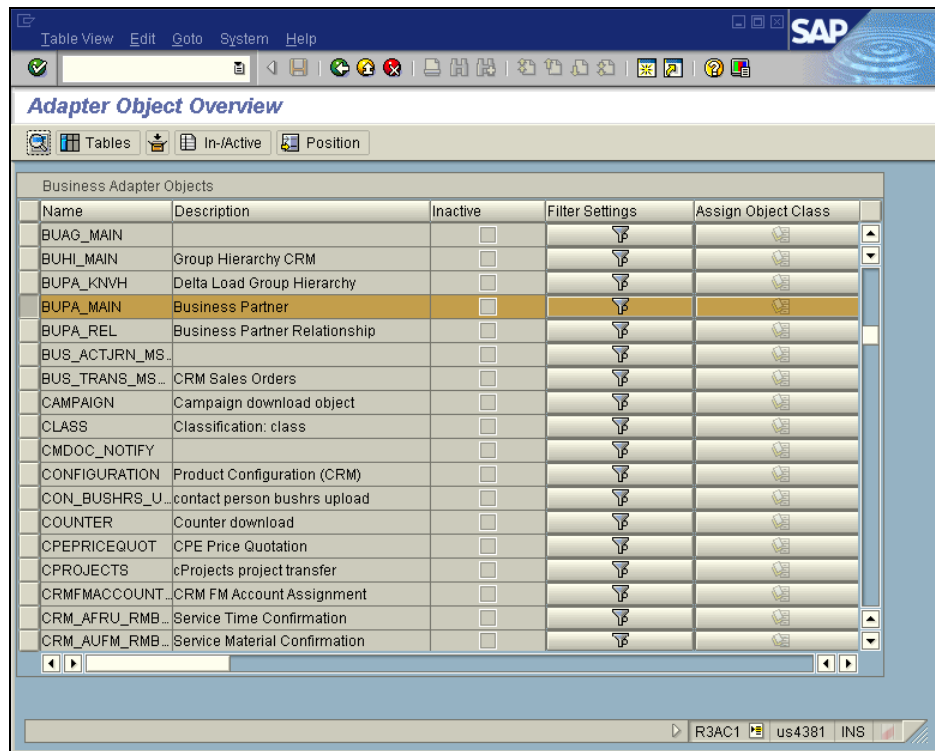 SAP
Table View Edit Goto System Help
Adapter Object Overview
Tables In-/Active Position
Business Adapter Objects
Name Description Inactive Filter Settings Assign Object Class
BUAG_MAIN
BUHI_MAIN Group Hierarchy CRM
BUPA_KNVH Delta Load Group Hierarchy
BUPA_MAIN Business Partner
BUPA_REL Business Partner Relationship
BUS_ACTJRN_MS..
BUS_TRANS_MS... CRM Sales Orders
CAMPAIGN Campaign download object
CLASS Classification: class
CMDOC_NOTIFY
CONFIGURATION Product Configuration (CRM)
CON_BUSHRS_U... contact person bushrs upload
COUNTER Counter download
CPEPRICEQUOT CPE Price Quotation
CPROJECTS cProjects project transfer
CRMFMACCOUNT... CRM FM Account Assignment
CRM_AFRU_RMB... Service Time Confirmation
CRM_AUFM_RMB... Service Material Confirmation
R3AC1 us4381 INS